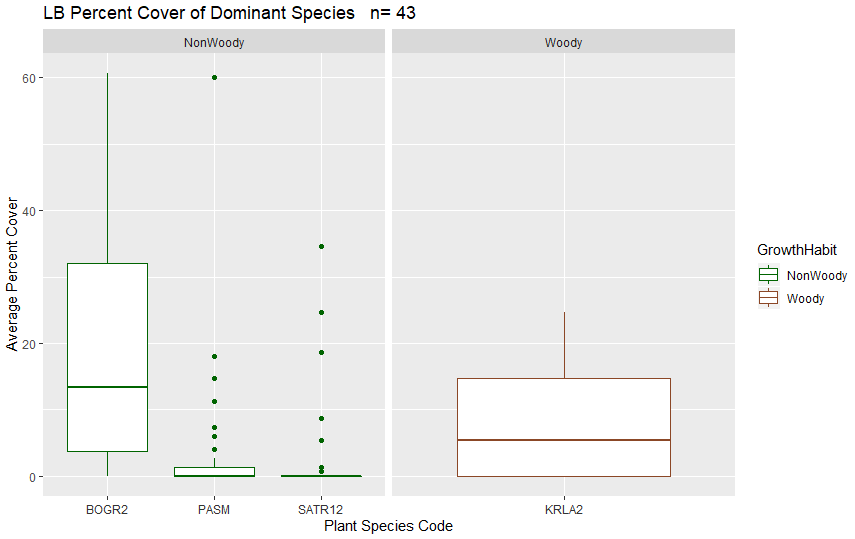 LB Percent Cover of Dominant Species   n= 43
NonWoody
Woody
60
40
20
0
Average Percent Cover
BOGR2
PASM
SATR12
KRLA2
Plant Species Code
GrowthHabit
NonWoody
Woody